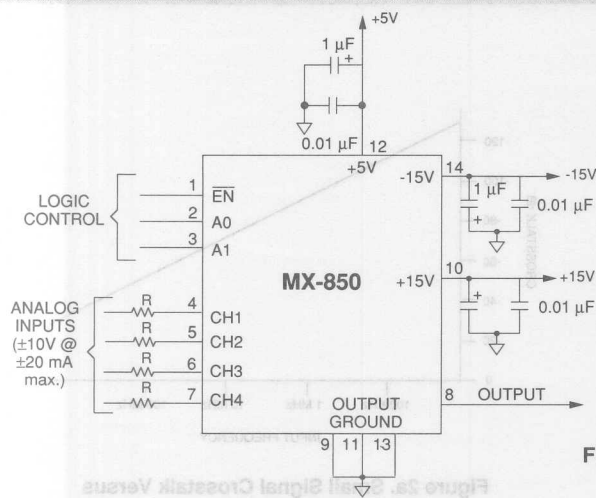 +5V
1 µF
+
0.01 µF
12
+5V
LOGIC CONTROL
1
EN
2
A0
3
A1
14
-15V
-15V
1 µF
0.01 µF
+
MX-850
10
+15V
+15V
+
0.01 µF
ANALOG
INPUTS
(±10V @
±20 mA
max.)
R
4
CH1
R
5
CH2
R
6
CH3
R
7
CH4
8
OUTPUT
OUTPUT
GROUND
9
11
13
F
Figure 2a. Small Signal Crosstalk Versus
INPUT FREQUENCY